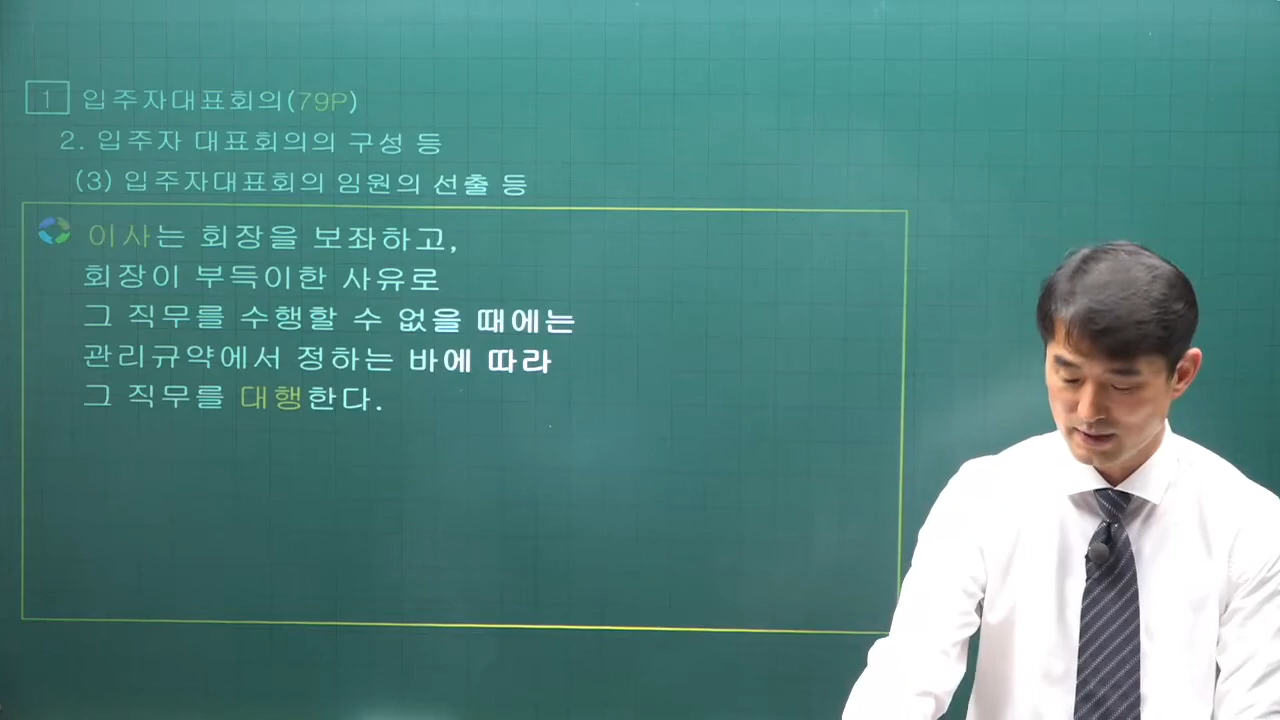 1 입주자대표회의(79P)
2. 입주자 대표회의의 구성 등
(3) 입주자대표회의 임원의 선출 등
이사는 회장을 보좌하고,
회장이 부득이한 사유로
그 직무를 수행할 수 없을 때에는
관리규약에서 정하는 바에 따라
그 직무를 대행한다.